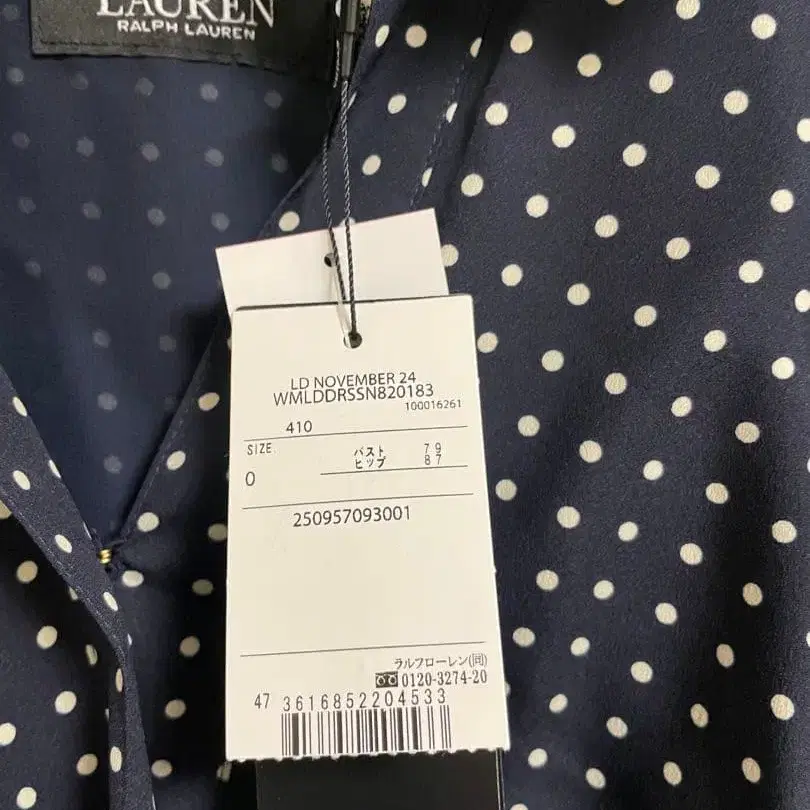 LAUREN
RALPH LAUREN
LD NOVEMBER 24
WMLDDRSSN820183
100016261
410
SIZE
バスト 79
ヒップ 87
0
250957093001
ラルフローレン(同)
0120-3274-20
47 3616852204533